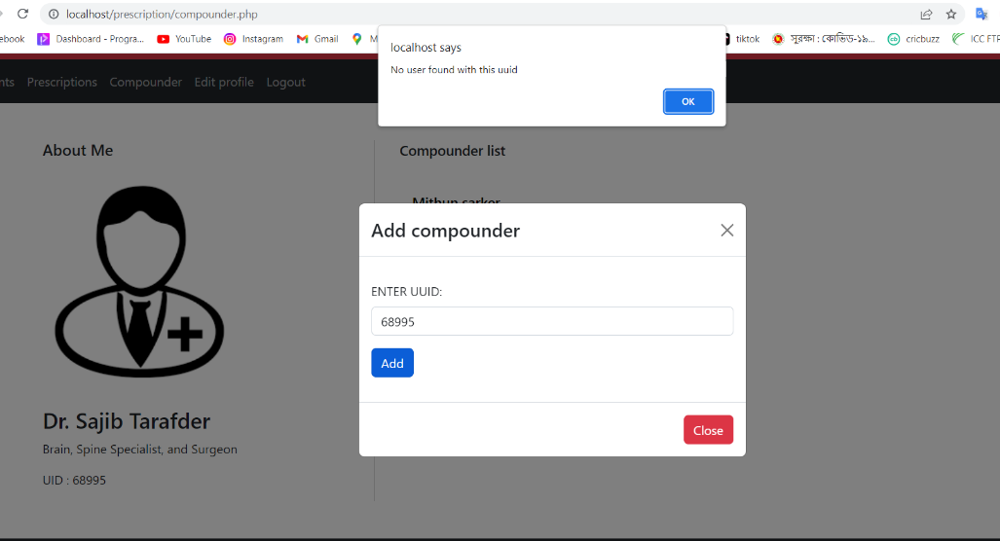 localhost/prescription/compounder.php
ebook Dashboard - Progra... YouTube Instagram Gmail M tiktok সুরক্ষা : কোভিড-১৯... cricbuzz ICC FTP
localhost says
No user found with this uuid
OK
nts Prescriptions Compounder Edit profile Logout
About Me
Compounder list
Mithun sarker
Add compounder
ENTER UUID:
68995
Add
Close
Dr. Sajib Tarafder
Brain, Spine Specialist, and Surgeon
UID : 68995